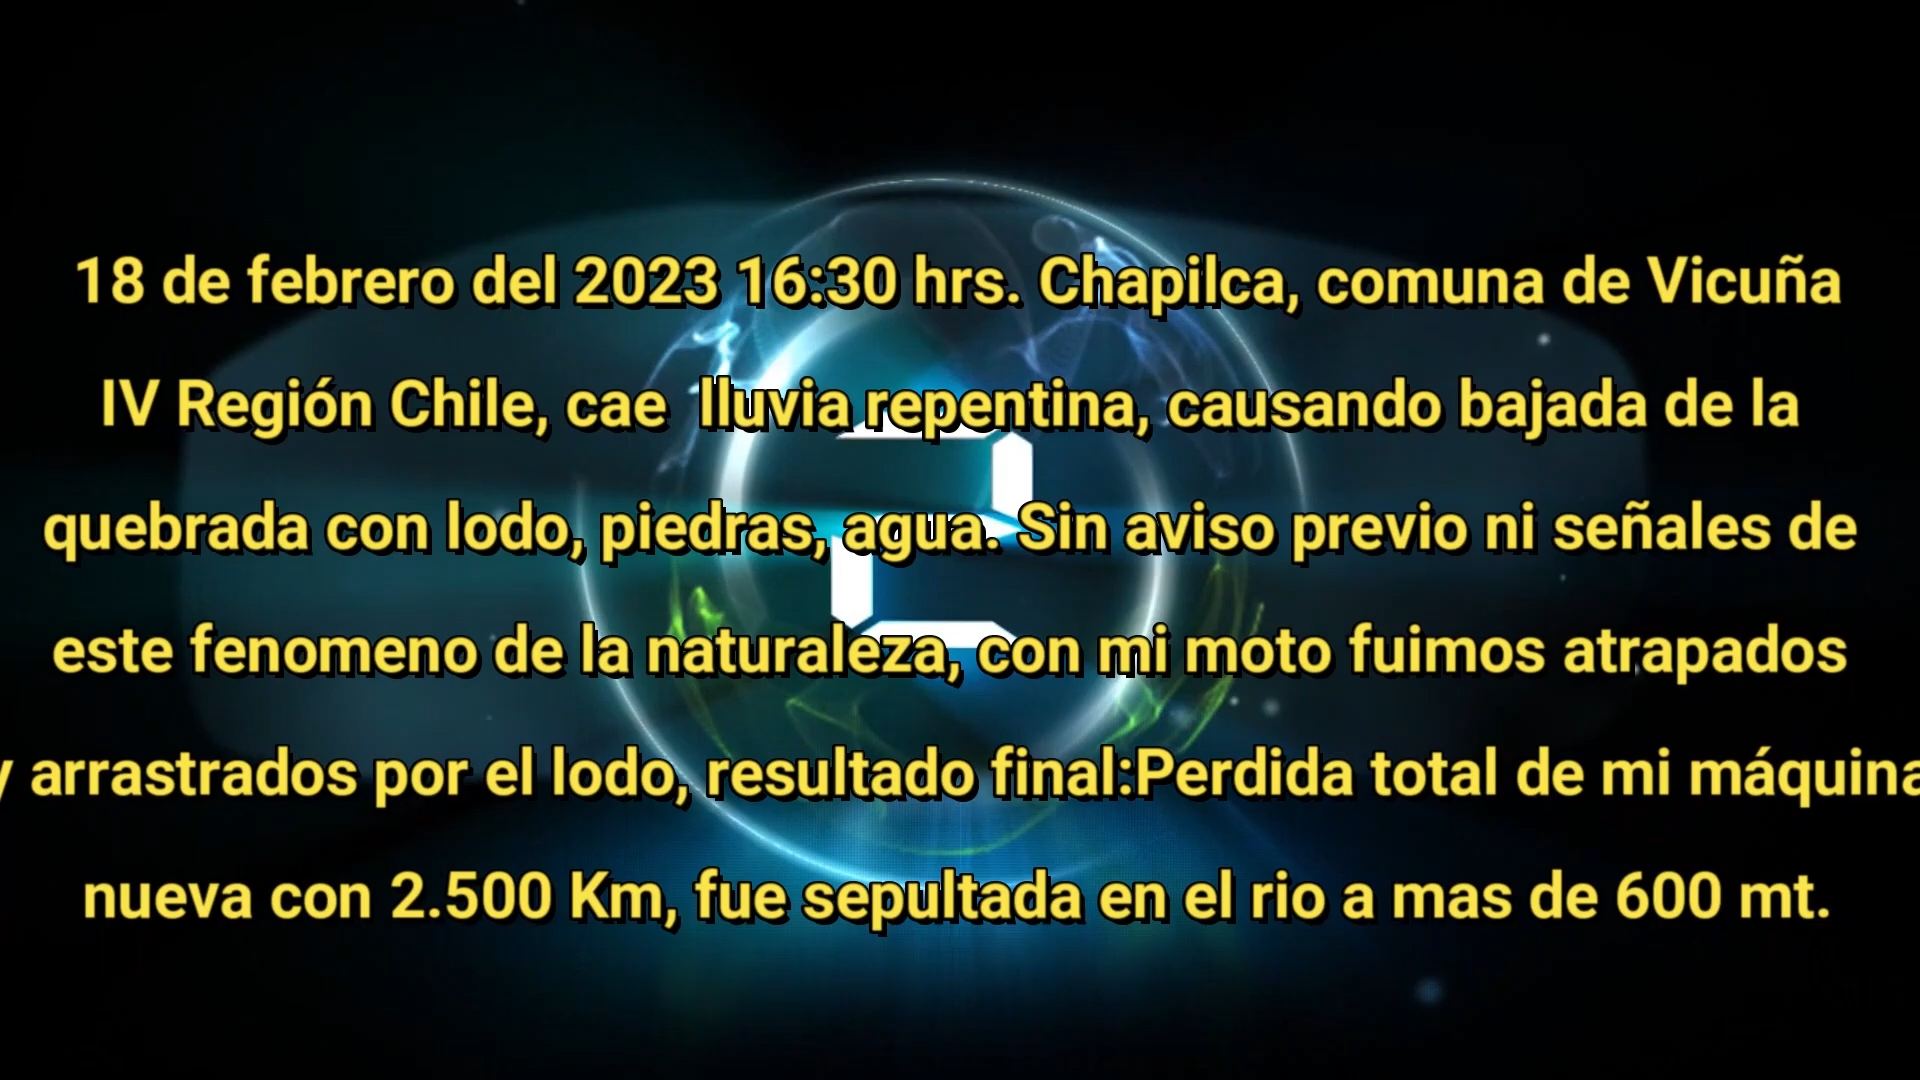 18 de febrero del 2023 16:30 hrs. Chapilca, comuna de Vicuña
IV Región Chile, cae  lluvia repentina, causando bajada de la
quebrada con lodo, piedras, agua. Sin aviso previo ni señales de
este fenomeno de la naturaleza, con mi moto fuimos atrapados
y arrastrados por el lodo, resultado final:Perdida total de mi máquina
nueva con 2.500 Km, fue sepultada en el rio a mas de 600 mt.
2